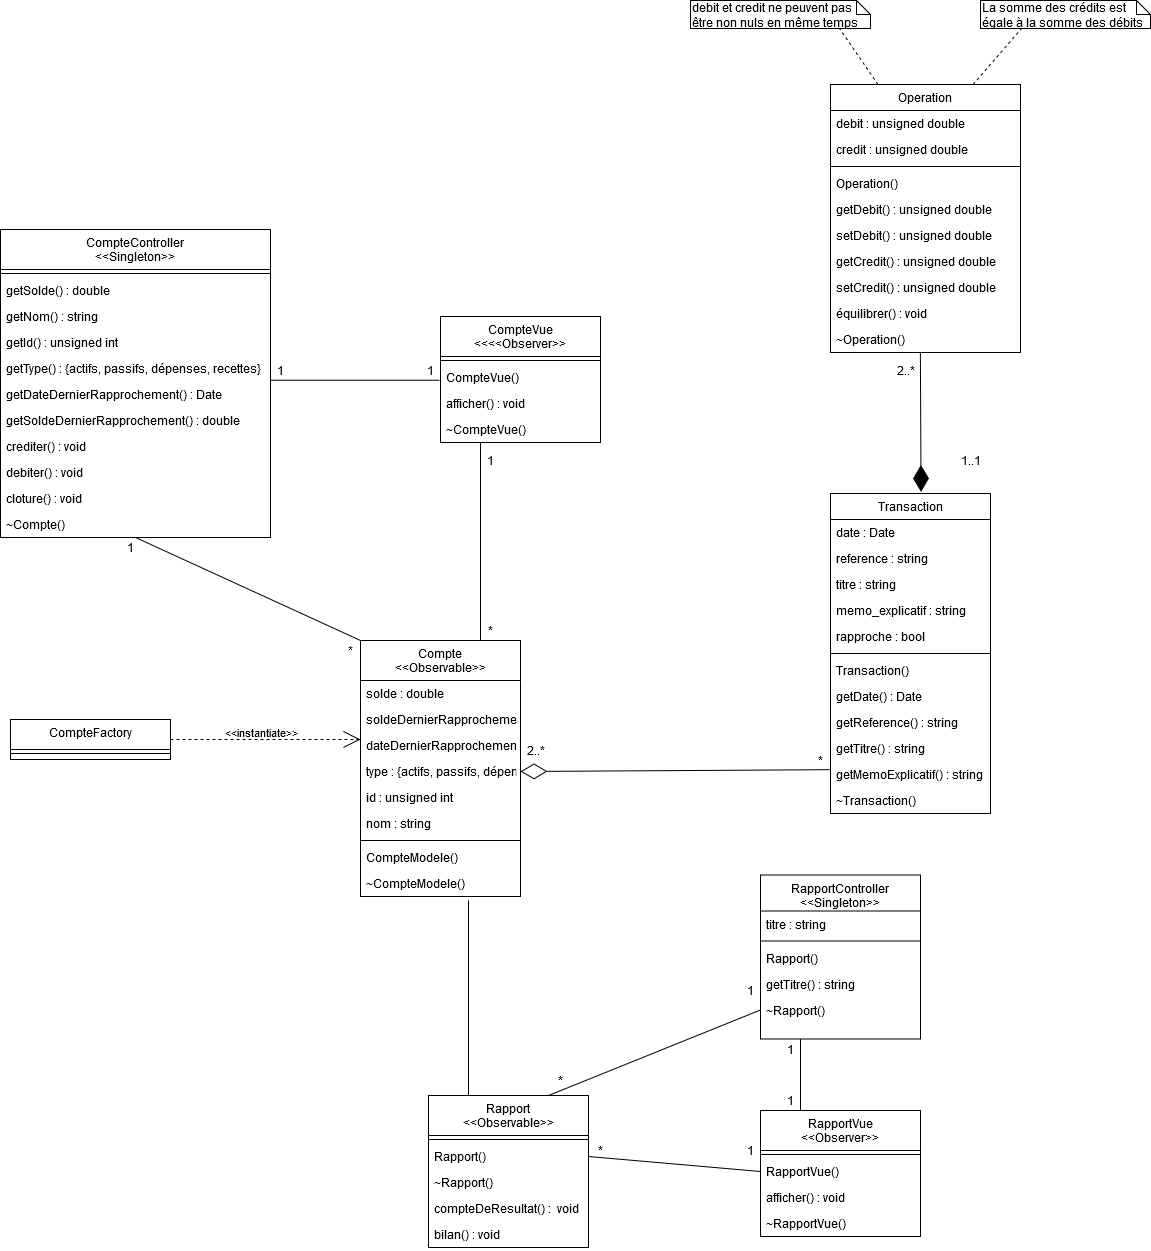 debit et credit ne peuvent pas
être non nuls en même temps
La somme des crédits est
égale à la somme des débits
Operation
debit : unsigned double
credit : unsigned double
Operation()
getDebit() : unsigned double
setDebit() : unsigned double
getCredit() : unsigned double
setCredit() : unsigned double
équilibrer() : void
~Operation()
2..*
1..1
CompteController
<<Singleton>>
getSolde() : double
getNom() : string
getId() : unsigned int
getType() : {actifs, passifs, dépenses, recettes}
getDateDernierRapprochement() : Date
getSoldeDernierRapprochement() : double
crediter() : void
debiter() : void
cloture() : void
~Compte()
1
1
CompteVue
<<<<Observer>>
CompteVue()
afficher() : void
~CompteVue()
1
*
1
*
Transaction
date : Date
reference : string
titre : string
memo_explicatif : string
rapproche : bool
Transaction()
getDate() : Date
getReference() : string
getTitre() : string
getMemoExplicatif() : string
~Transaction()
CompteFactory
<<instantiate>>
Compte
<<Observable>>
solde : double
soldeDernierRapprocheme
dateDernierRapprochemen
type : {actifs, passifs, dépen
id : unsigned int
nom : string
CompteModele()
~CompteModele()
2..*
*
RapportController
<<Singleton>>
titre : string
Rapport()
getTitre() : string
~Rapport()
1
*
1
1
Rapport
<<Observable>>
Rapport()
~Rapport()
compteDeResultat() : void
bilan() : void
*
1
RapportVue
<<Observer>>
RapportVue()
afficher() : void
~RapportVue()